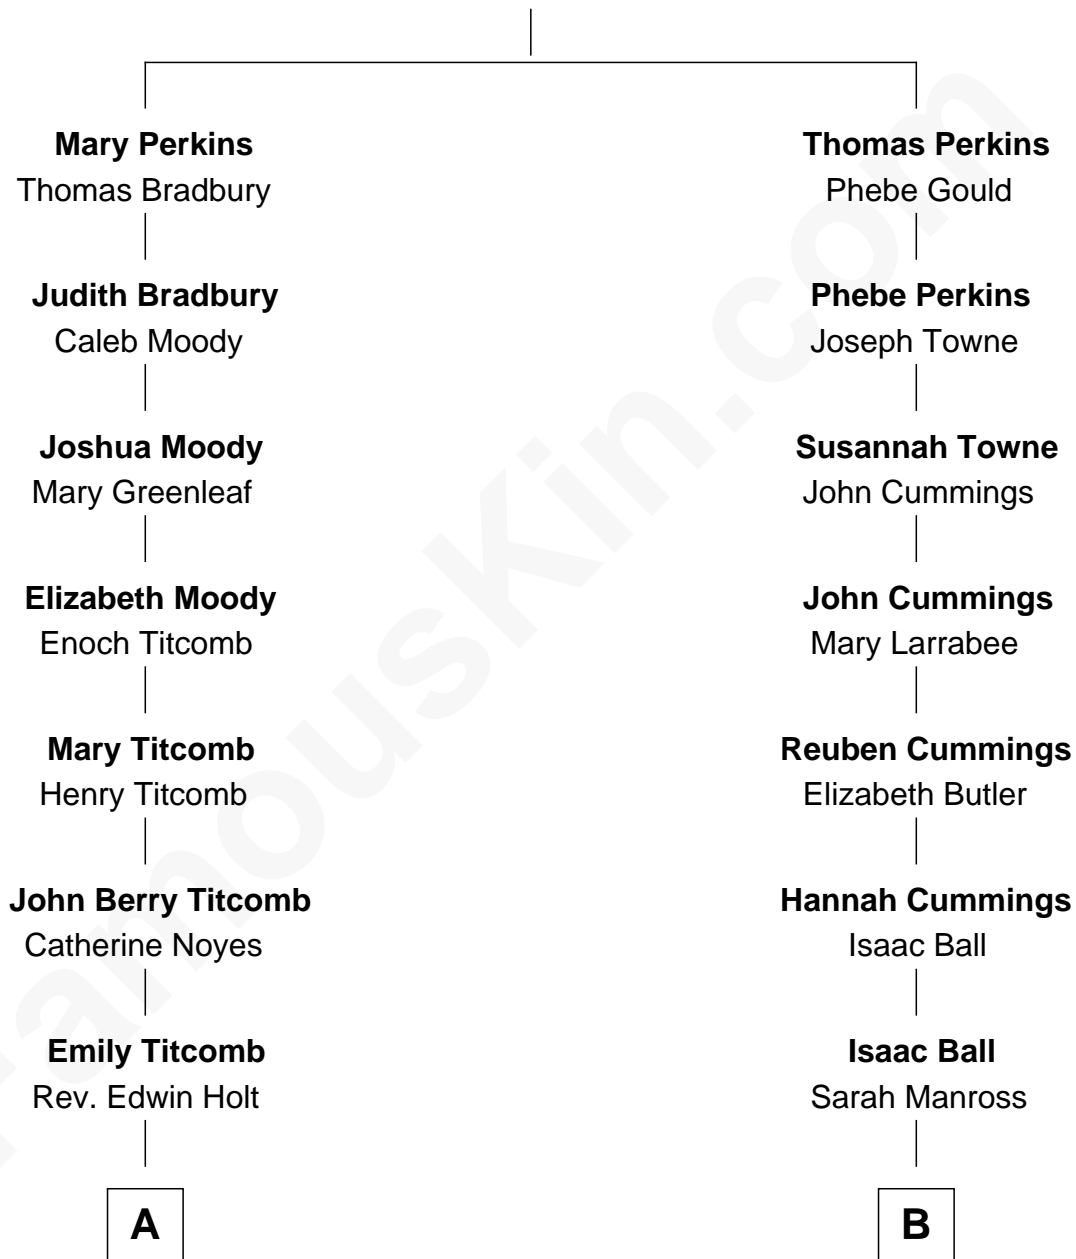 Mary Perkins
Thomas Bradbury
Judith Bradbury
Caleb Moody
Joshua Moody
Mary Greenleaf
Elizabeth Moody
Enoch Titcomb
Mary Titcomb
Henry Titcomb
John Berry Titcomb
Catherine Noyes
Emily Titcomb
Rev. Edwin Holt
A
Thomas Perkins
Phebe Gould
Phebe Perkins
Joseph Towne
Susannah Towne
John Cummings
John Cummings
Mary Larrabee
Reuben Cummings
Elizabeth Butler
Hannah Cummings
Isaac Ball
Isaac Ball
Sarah Manross
B
FamousKin.com